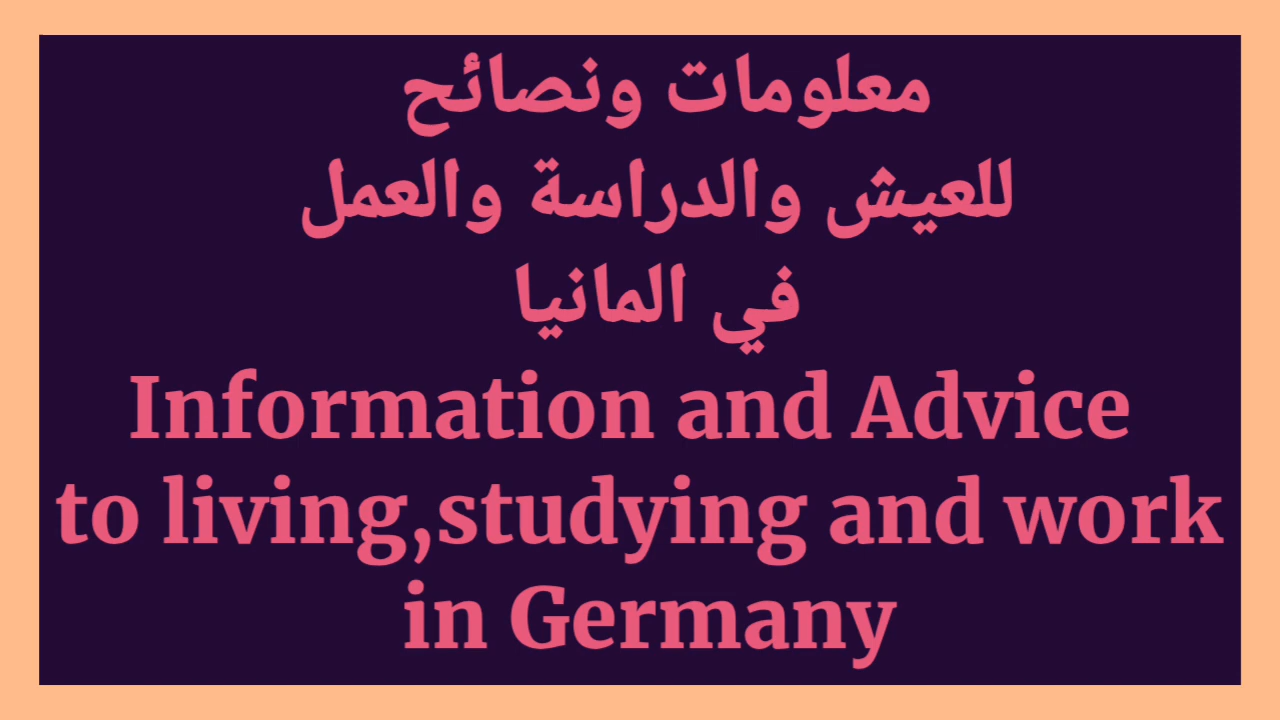 معلومات ونصائح
للعيش والدراسة والعمل
في المانيا
Information and Advice
to living,studying and work
in Germany